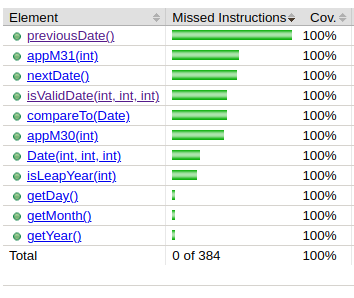 Element Missed Instructions Cov.
previousDate() 100%
appM31(int) 100%
nextDate() 100%
isValidDate(int, int, int) 100%
compareTo(Date) 100%
appM30(int) 100%
Date(int, int, int) 100%
isLeapYear(int) 100%
getDay() 100%
getMonth() 100%
getYear() 100%
Total 0 of 384 100%